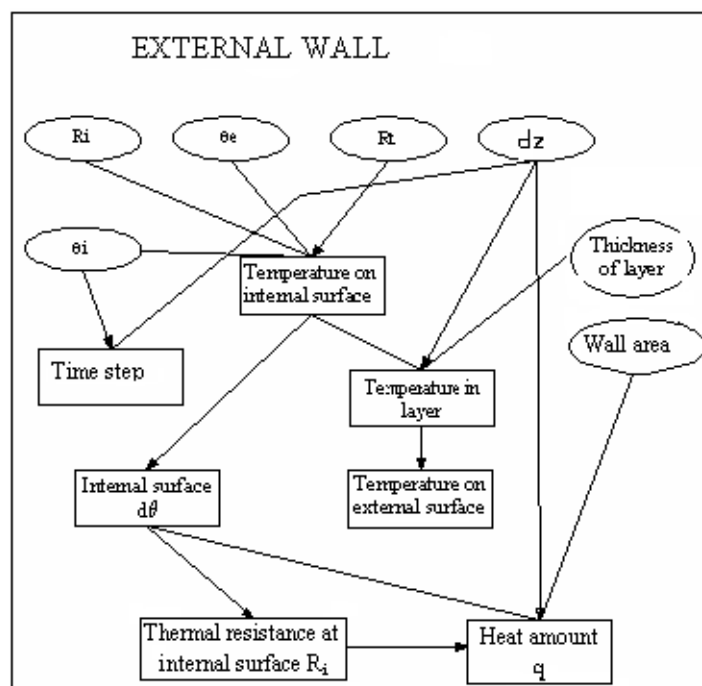 EXTERNAL WALL
Ri
θe
Rt
dz
θi
Temperature on
internal surface
Thickness
of layer
Time step
Wall area
Temperature in
layer
Internal surface
dθ
Temperature on
external surface
Thermal resistance at
internal surface Ri
Heat amount
q